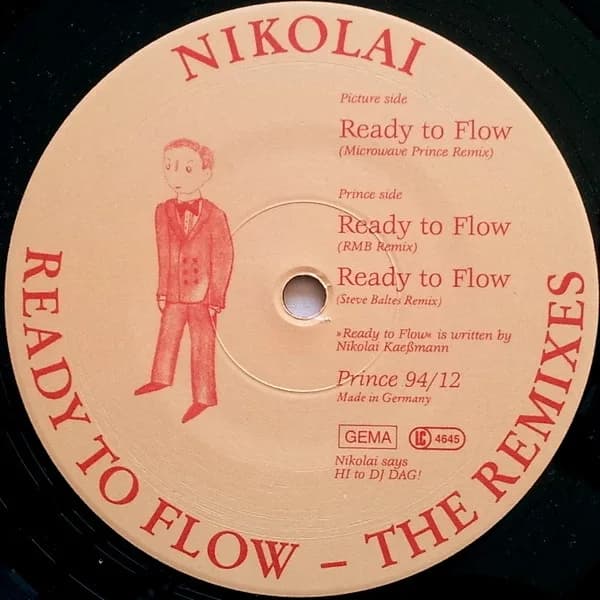 NIKOLAI
Picture side
Ready to Flow
(Microwave Prince Remix)
Prince side
Ready to Flow
(RMB Remix)
Ready to Flow
(Steve Baltes Remix)
»Ready to Flow« is written by
Nikolai Kaeßmann
Prince 94/12
Made in Germany
GEMA LC 4645
Nikolai says
HI to DJ DAG!
READY TO FLOW – THE REMIXES